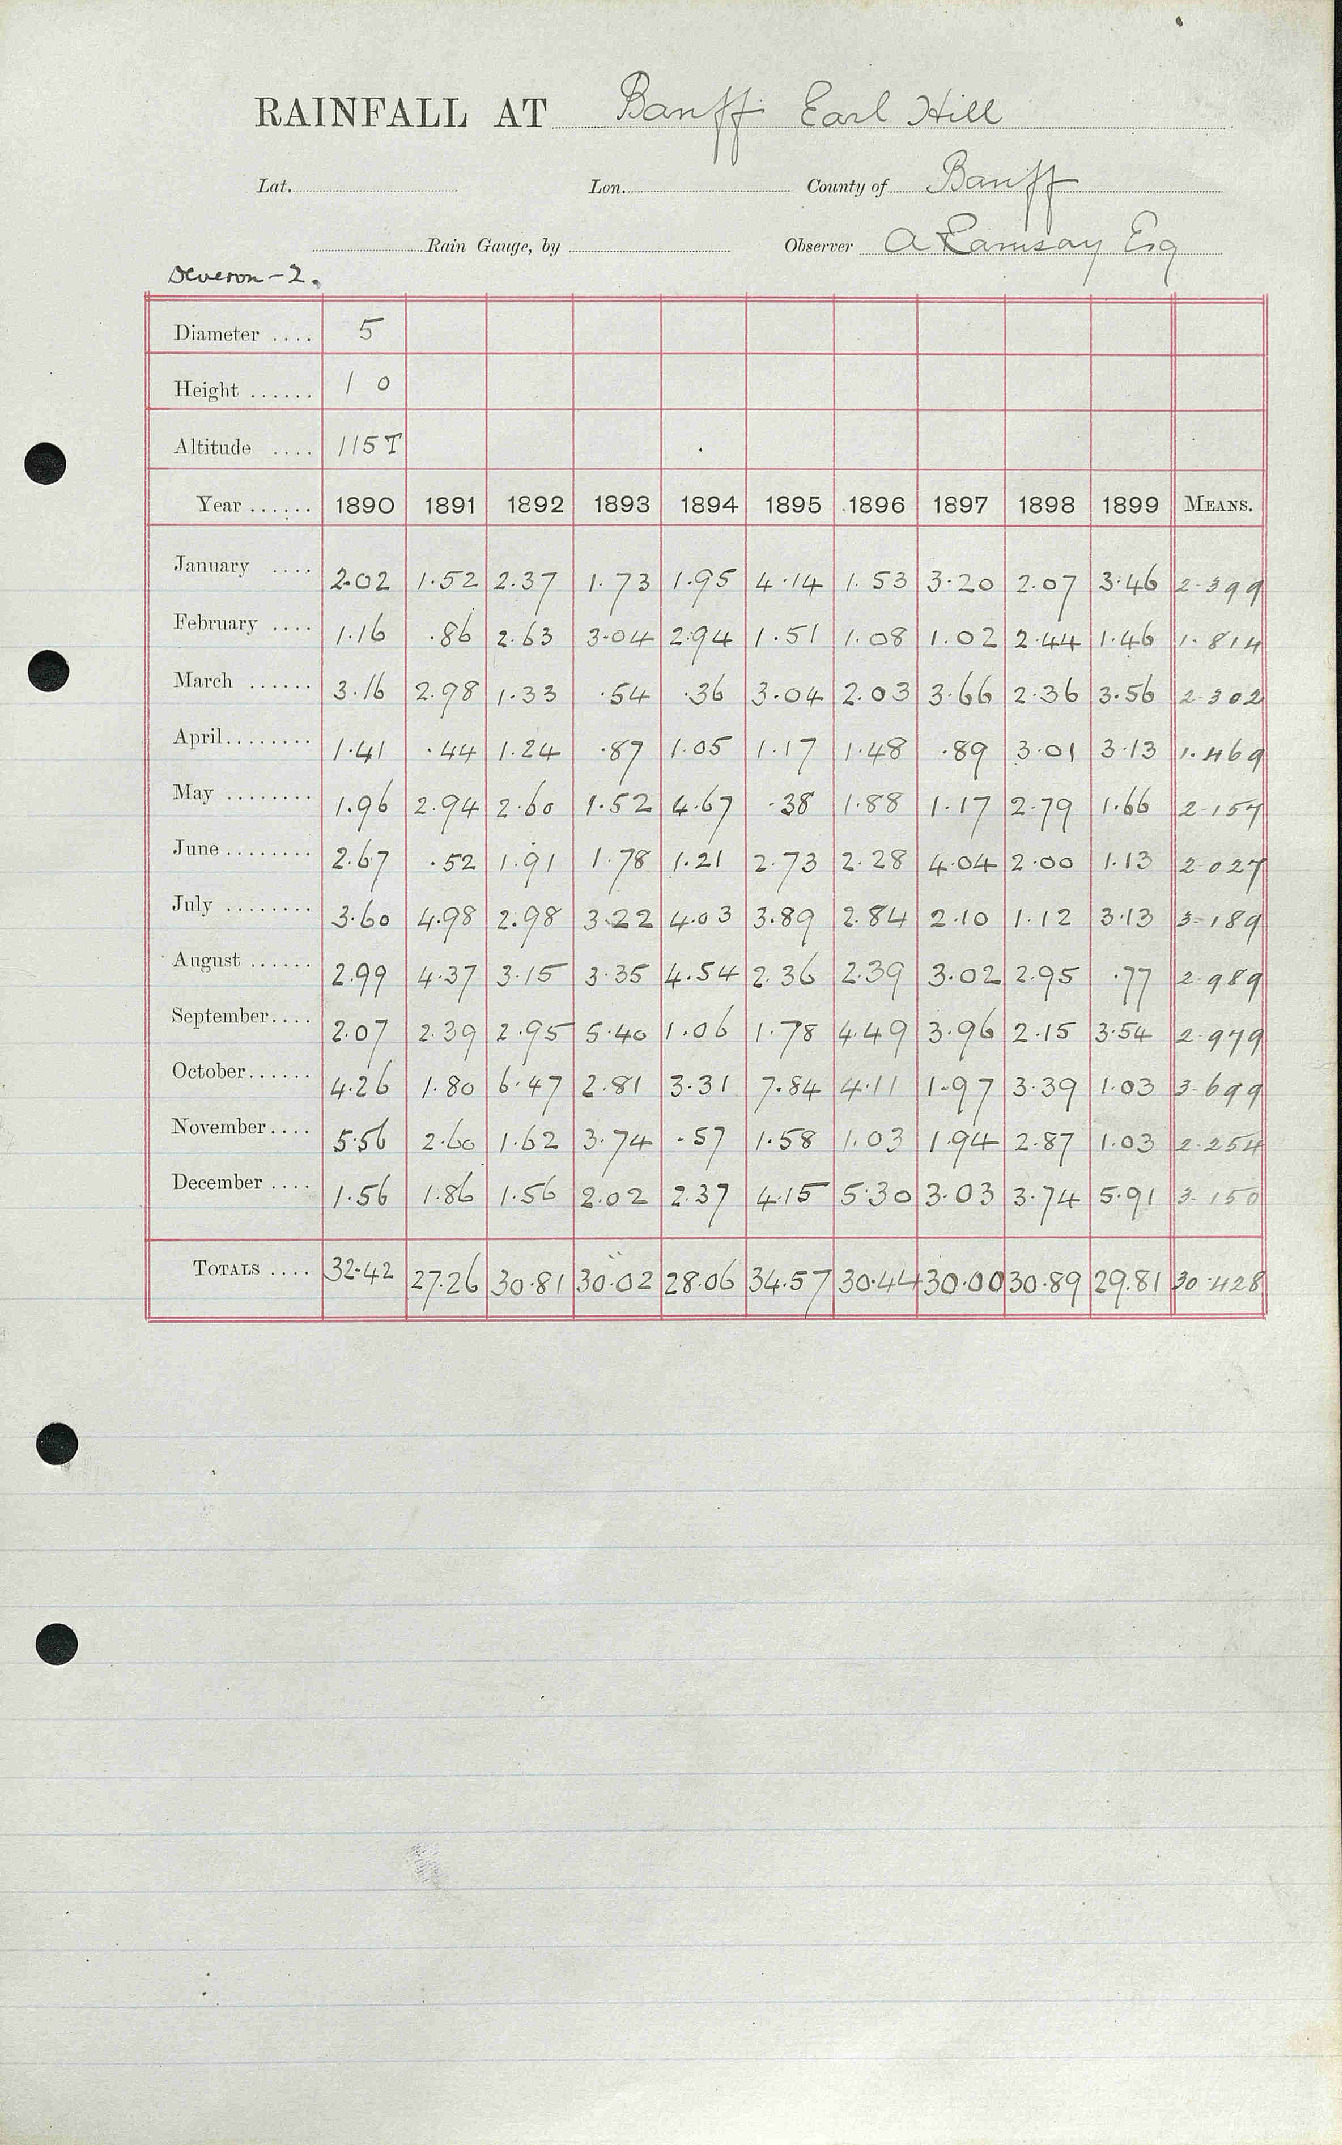 RAINFALL AT Banff Earl Hill
Lat. Lon. County of Banff
Rain Gauge, by Observer A Ramsay Esq
Deveron - 2.
Diameter .... 5
Height ...... 1 0
Altitude .... 115 T
Year ...... 1890 1891 1892 1893 1894 1895 1896 1897 1898 1899 MEANS.
January .... 2.02 1.52 2.37 1.73 1.95 4.14 1.53 3.20 2.07 3.46 2.399
February .... 1.16 .86 2.63 3.04 2.94 1.51 1.08 1.02 2.44 1.46 1.814
March ...... 3.16 2.98 1.33 .54 .36 3.04 2.03 3.66 2.36 3.56 2.302
April........ 1.41 .44 1.24 .87 1.05 1.17 1.48 .89 3.01 3.13 1.469
May ........ 1.96 2.94 2.60 1.52 4.67 .38 1.88 1.17 2.79 1.66 2.157
June ........ 2.67 .52 1.91 1.78 1.21 2.73 2.28 4.04 2.00 1.13 2.027
July ........ 3.60 4.98 2.98 3.22 4.03 3.89 2.84 2.10 1.12 3.13 3.189
August ...... 2.99 4.37 3.15 3.35 4.54 2.36 2.39 3.02 2.95 .77 2.989
September.... 2.07 2.39 2.95 5.40 1.06 1.78 4.49 3.96 2.15 3.54 2.979
October...... 4.26 1.80 6.47 2.81 3.31 7.84 4.11 1.97 3.39 1.03 3.699
November.... 5.56 2.60 1.62 3.74 .57 1.58 1.03 1.94 2.87 1.03 2.254
December .... 1.56 1.86 1.56 2.02 2.37 4.15 5.30 3.03 3.74 5.91 3.150
TOTALS .... 32.42 27.26 30.81 30.02 28.06 34.57 30.44 30.00 30.89 29.81 30.428